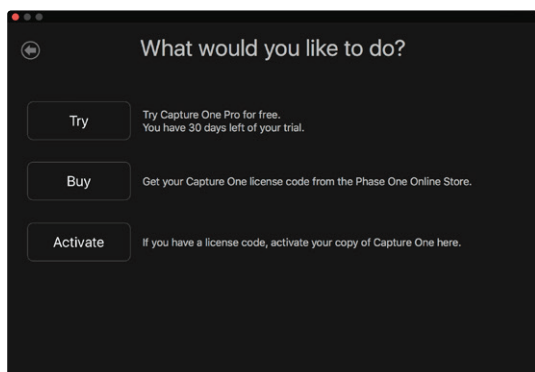 What would you like to do?
Try
Try Capture One Pro for free.
You have 30 days left of your trial.
Buy
Get your Capture One license code from the Phase One Online Store.
Activate
If you have a license code, activate your copy of Capture One here.